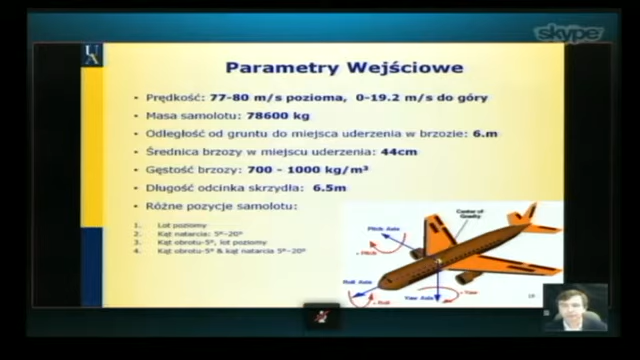 skype
UA
Parametry Wejściowe
• Prędkość: 77-80 m/s pozioma, 0-19.2 m/s do góry
• Masa samolotu: 78600 kg
• Odległość od gruntu do miejsca uderzenia w brzozie: 6.m
• Średnica brzozy w miejscu uderzenia: 44cm
• Gęstość brzozy: 700 - 1000 kg/m³
• Długość odcinka skrzydła: 6.5m
• Różne pozycje samolotu:
1. Lot poziomy
2. Kąt natarcia: 5°-20°
3. Kąt obrotu-5°, lot poziomy
4. Kąt obrotu-5° & kąt natarcia 5°-20°
Center of
Gravity
Pitch Axis
+ Pitch
Roll Axis
+ Roll
Yaw Axis
+ Yaw
19